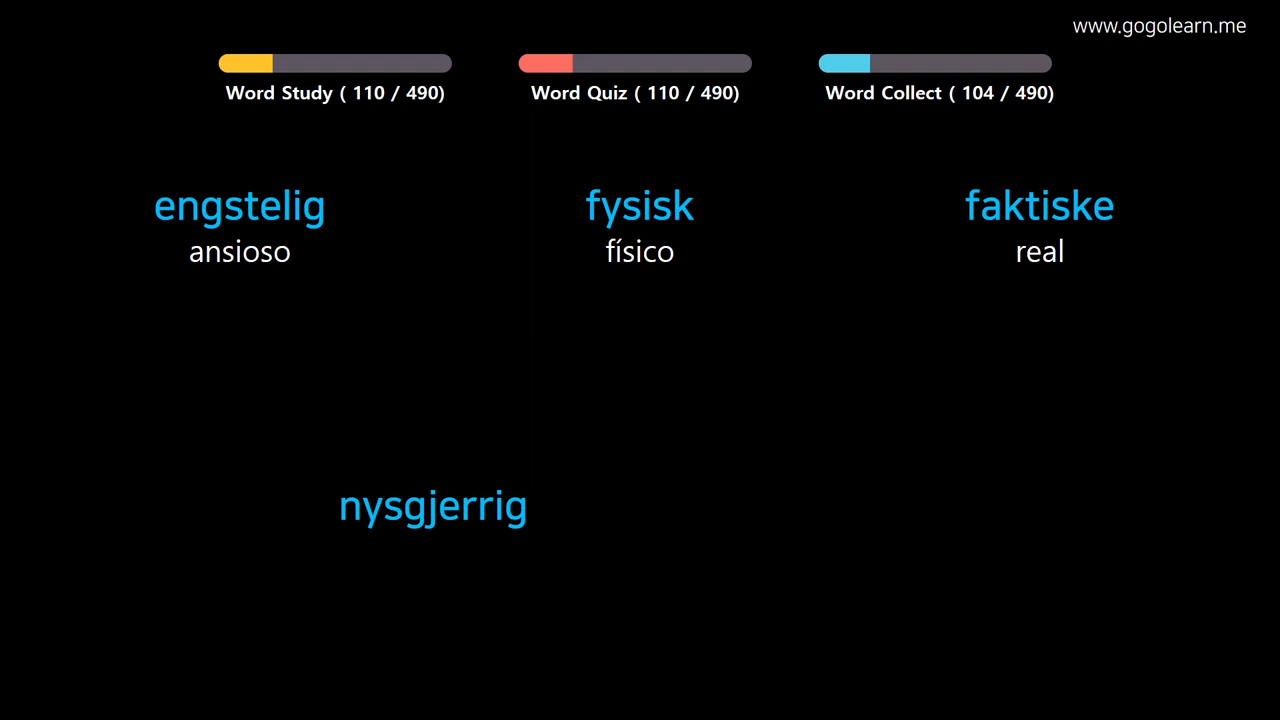 www.gogolearn.me
Word Study ( 110 / 490)
Word Quiz ( 110 / 490)
Word Collect ( 104 / 490)
engstelig
ansioso
fysisk
físico
faktiske
real
nysgjerrig